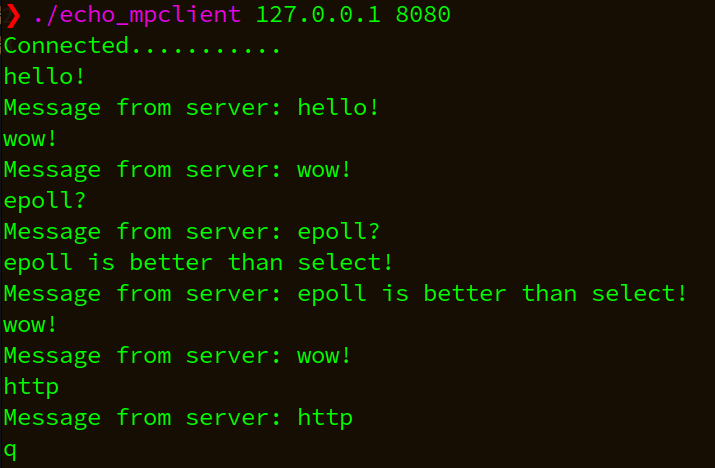 ❯ ./echo_mpclient 127.0.0.1 8080
Connected...........
hello!
Message from server: hello!
wow!
Message from server: wow!
epoll?
Message from server: epoll?
epoll is better than select!
Message from server: epoll is better than select!
wow!
Message from server: wow!
http
Message from server: http
q